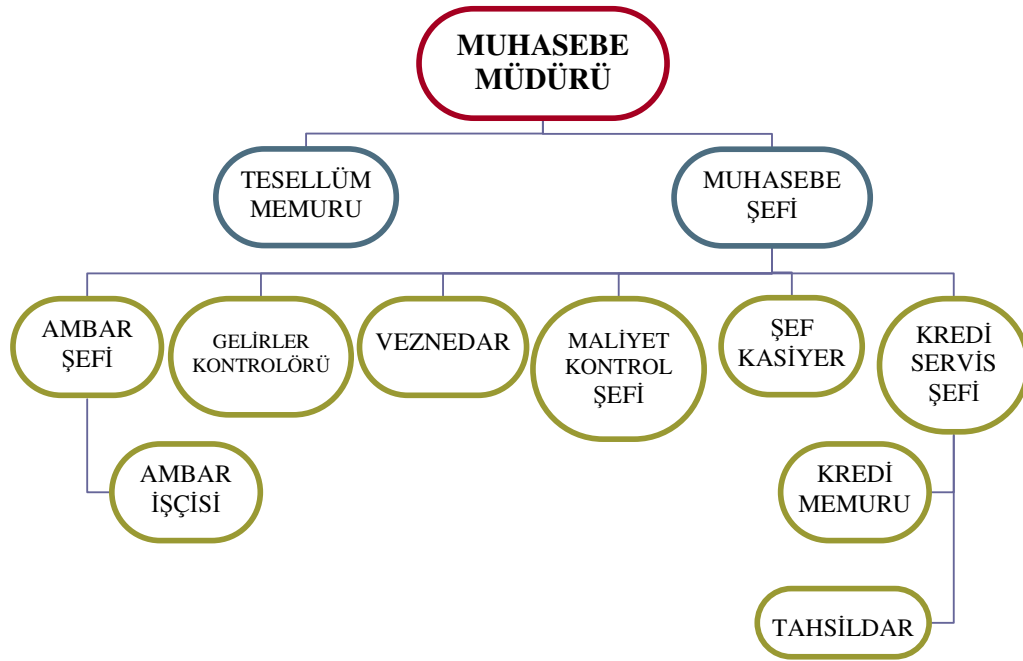 MUHASEBE
MÜDÜRÜ
TESELLÜM
MEMURU
MUHASEBE
ŞEFİ
AMBAR
ŞEFİ
GELİRLER
KONTROLÖRÜ
VEZNEDAR
MALİYET
KONTROL
ŞEFİ
ŞEF
KASİYER
KREDİ
SERVİS
ŞEFİ
AMBAR
İŞÇİSİ
KREDİ
MEMURU
TAHSİLDAR